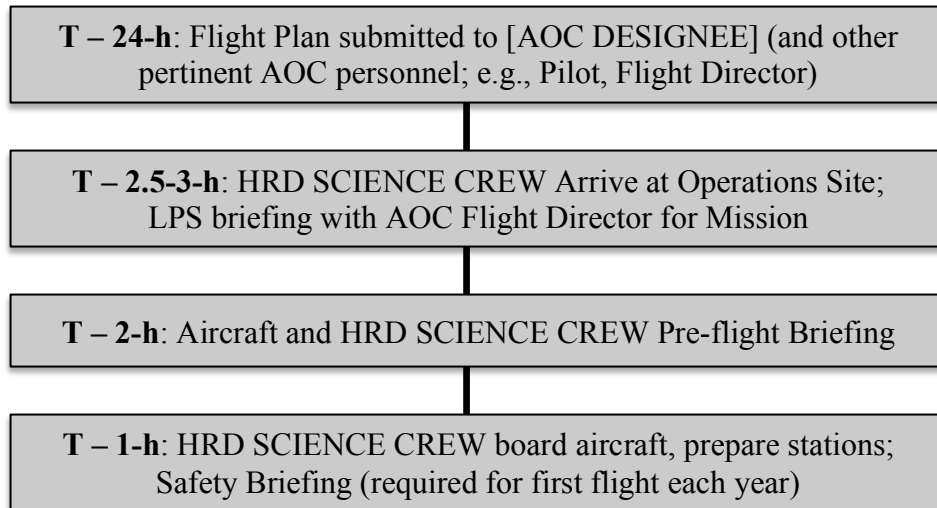 T – 24-h: Flight Plan submitted to [AOC DESIGNEE] (and other
pertinent AOC personnel; e.g., Pilot, Flight Director)
T – 2.5-3-h: HRD SCIENCE CREW Arrive at Operations Site;
LPS briefing with AOC Flight Director for Mission
T – 2-h: Aircraft and HRD SCIENCE CREW Pre-flight Briefing
T – 1-h: HRD SCIENCE CREW board aircraft, prepare stations;
Safety Briefing (required for first flight each year)